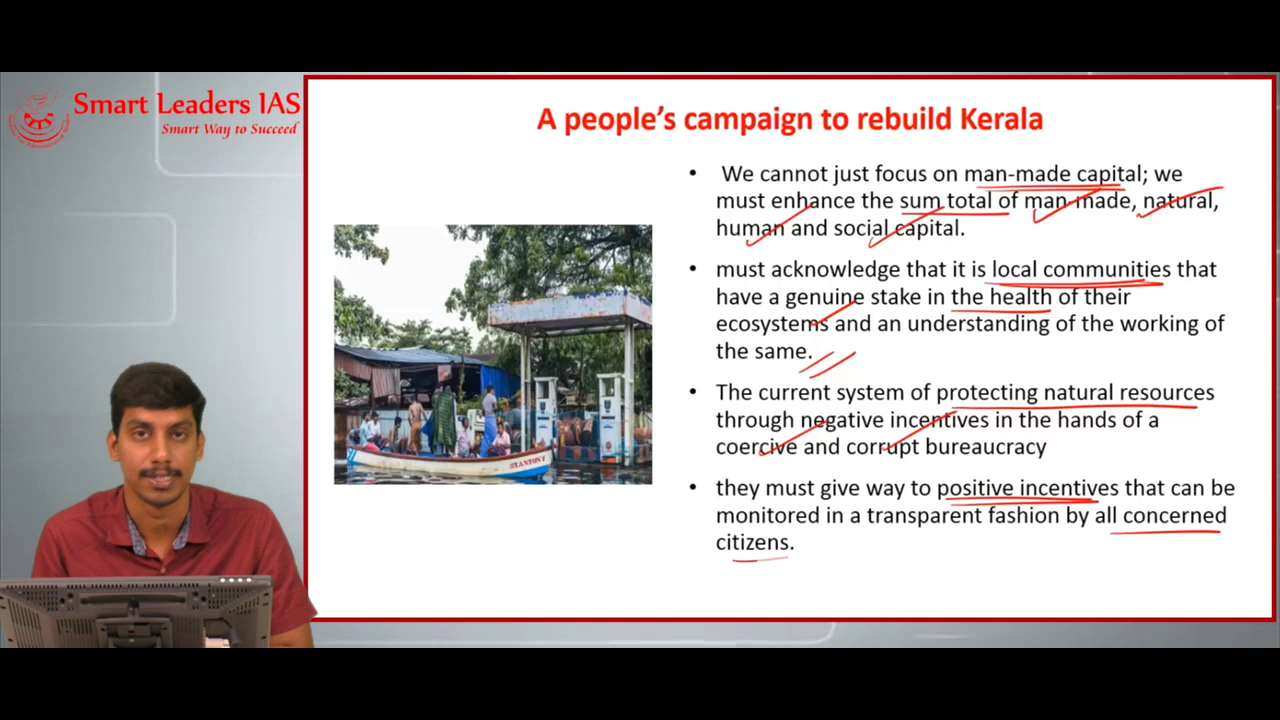 Smart Leaders IAS
Smart Way to Succeed
A people's campaign to rebuild Kerala
• We cannot just focus on man-made capital; we
must enhance the sum total of man-made, natural,
human and social capital.
• must acknowledge that it is local communities that
have a genuine stake in the health of their
ecosystems and an understanding of the working of
the same.
• The current system of protecting natural resources
through negative incentives in the hands of a
coercive and corrupt bureaucracy
• they must give way to positive incentives that can be
monitored in a transparent fashion by all concerned
citizens.